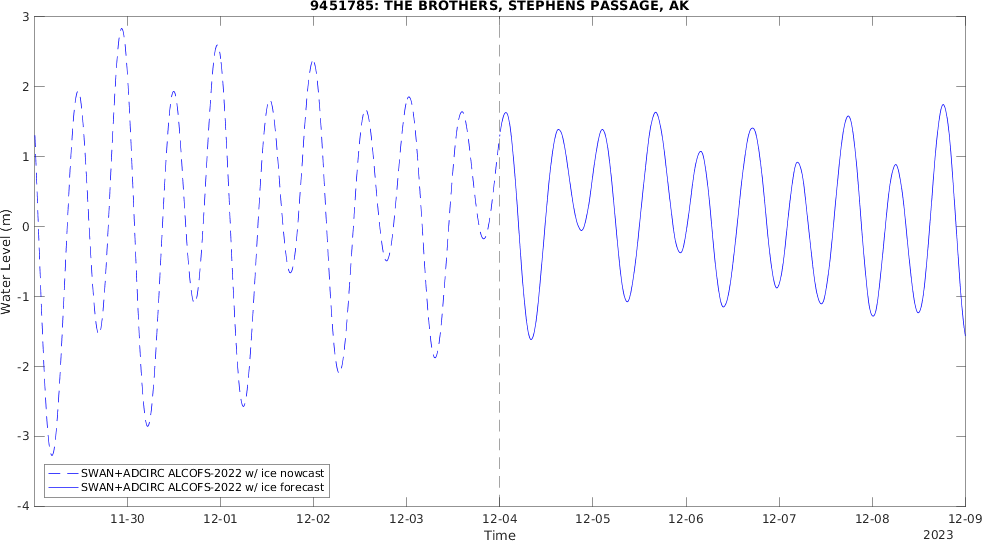 9451785: THE BROTHERS, STEPHENS PASSAGE, AK
3
2
1
0
-1
-2
-3
-4
Water Level (m)
SWAN+ADCIRC ALCOFS-2022 w/ ice nowcast
SWAN+ADCIRC ALCOFS-2022 w/ ice forecast
11-30 12-01 12-02 12-03 12-04 12-05 12-06 12-07 12-08 12-09
Time
2023